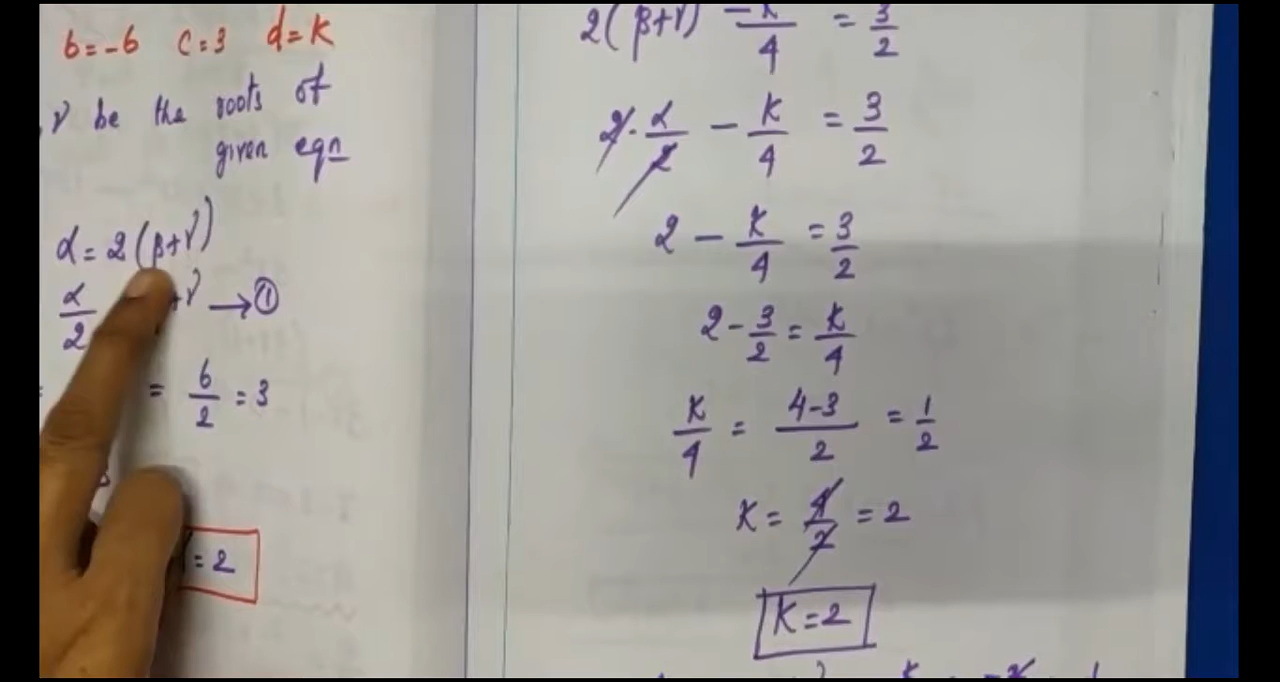 b=-6 c=3 d=K
, γ be the roots of
given eqn
α = 2(β+γ)
α/2 +γ → ①
= 6/2 = 3
= 2
2(β+γ) -K/4 = 3/2
2·α/2 - K/4 = 3/2
2 - K/4 = 3/2
2 - 3/2 = K/4
K/4 = 4-3/2 = 1/2
K = 4/2 = 2
K=2